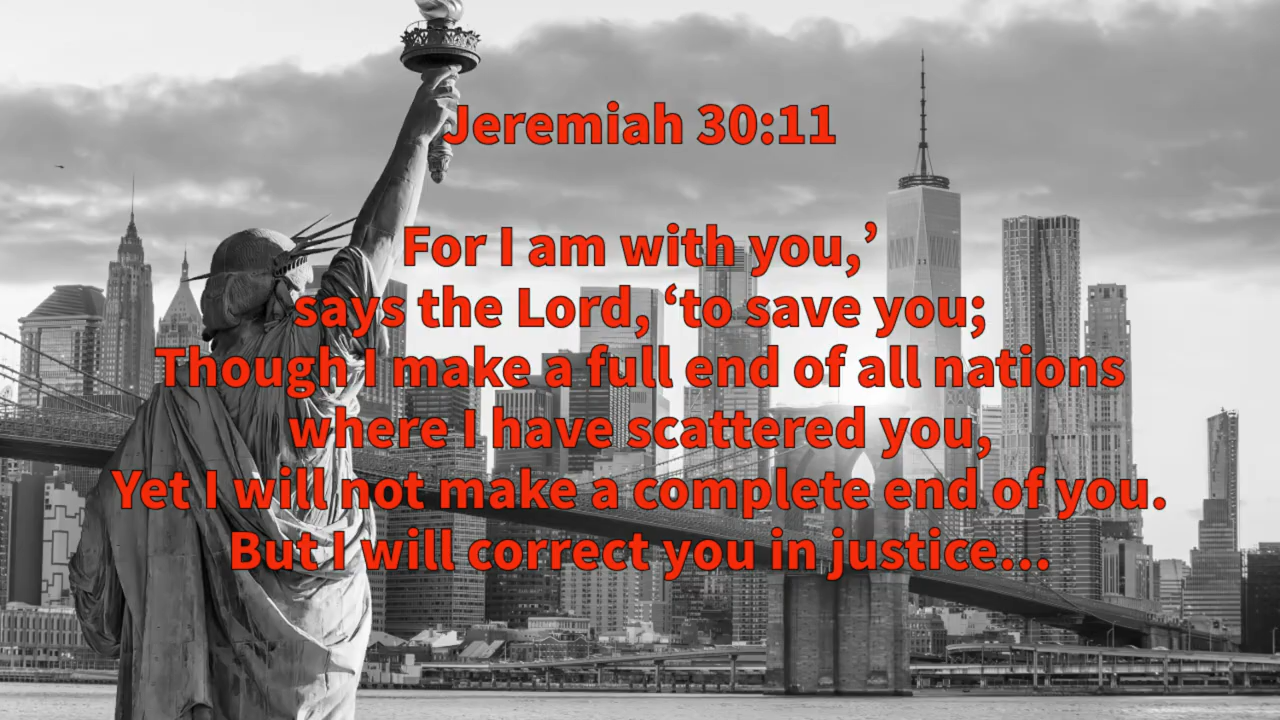 Jeremiah 30:11
For I am with you,’
says the Lord, ‘to save you;
Though I make a full end of all nations
where I have scattered you,
Yet I will not make a complete end of you.
But I will correct you in justice...